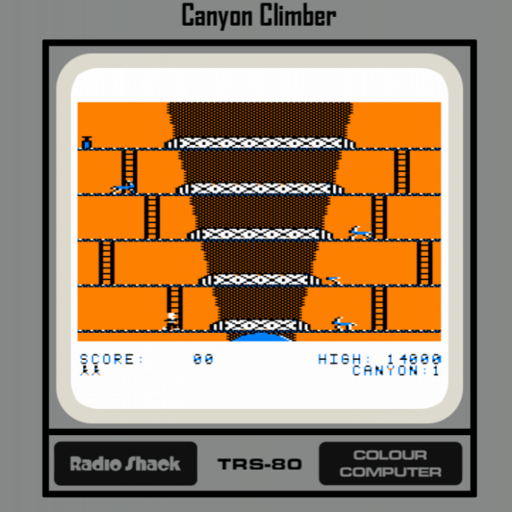 Canyon Climber
SCORE: 00 HIGH: 14000
CANYON:1
Radio Shack TRS-80 COLOUR
COMPUTER